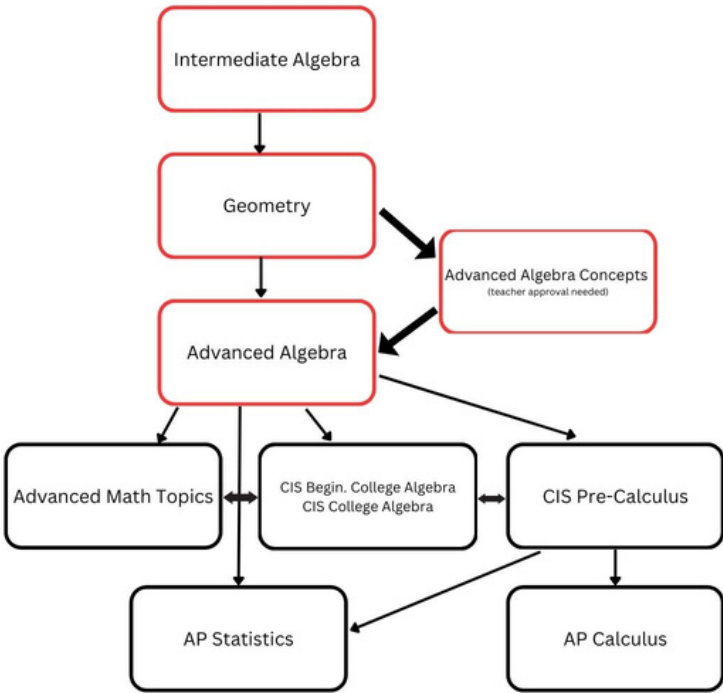 Intermediate Algebra
Geometry
Advanced Algebra Concepts
(teacher approval needed)
Advanced Algebra
Advanced Math Topics
CIS Begin. College Algebra
CIS College Algebra
CIS Pre-Calculus
AP Statistics
AP Calculus